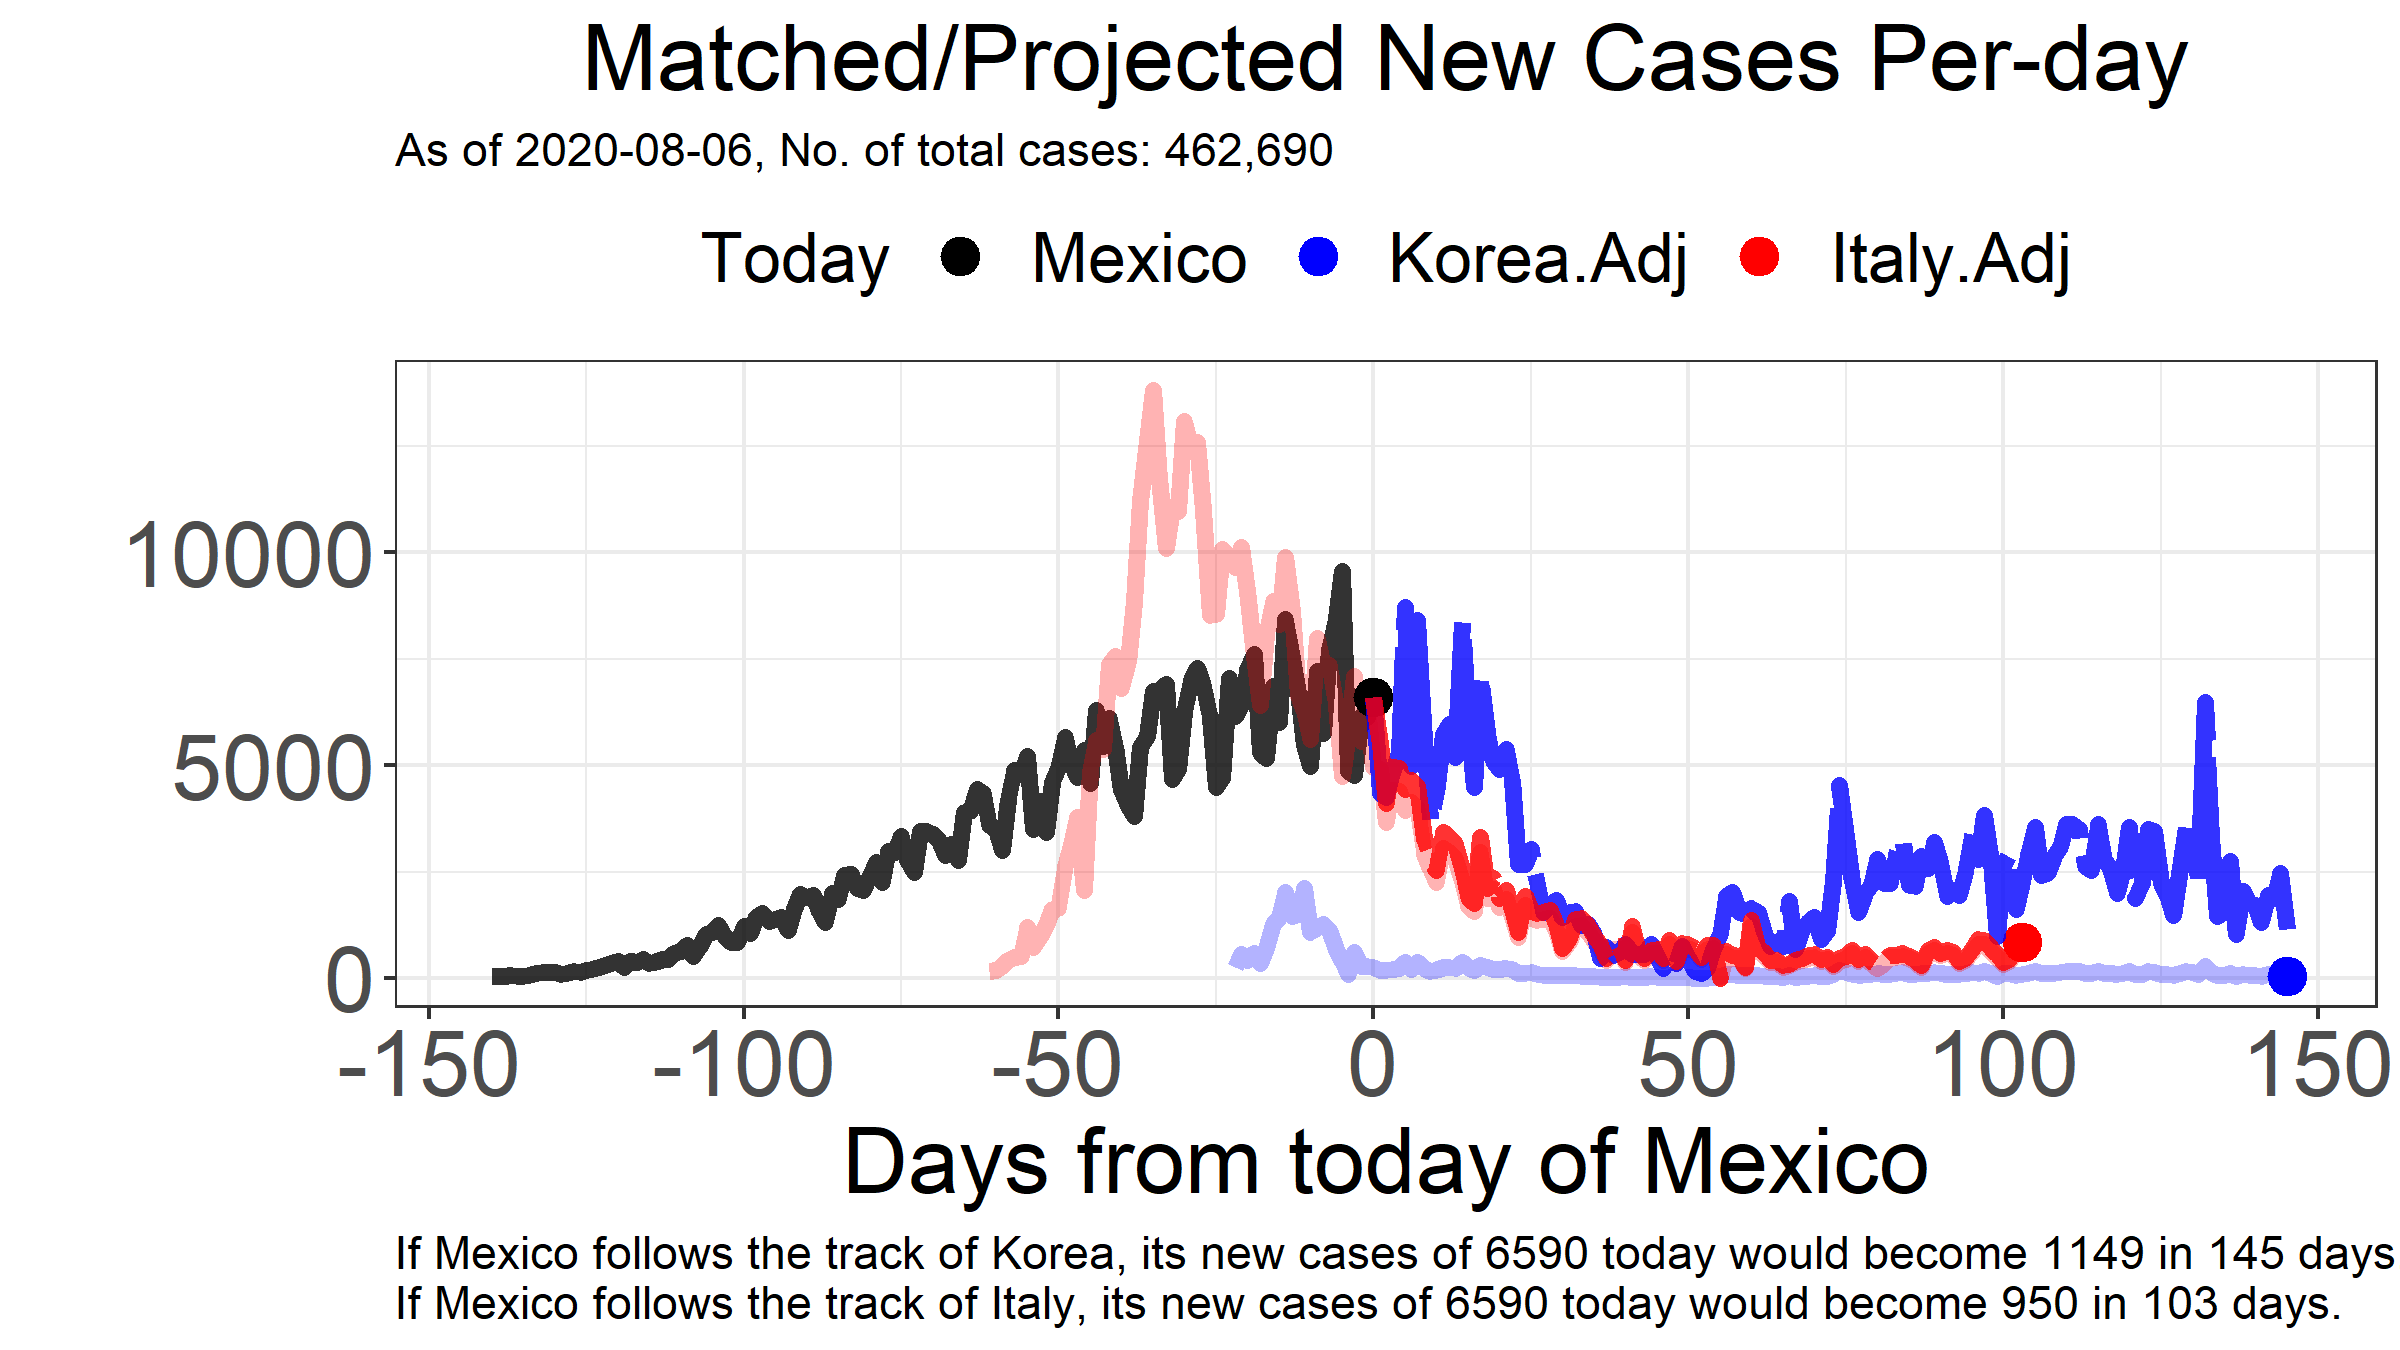 Matched/Projected New Cases Per-day
As of 2020-08-06, No. of total cases: 462,690
Today Mexico Korea.Adj Italy.Adj
10000
5000
0
-150 -100 -50 0 50 100 150
Days from today of Mexico
If Mexico follows the track of Korea, its new cases of 6590 today would become 1149 in 145 days
If Mexico follows the track of Italy, its new cases of 6590 today would become 950 in 103 days.